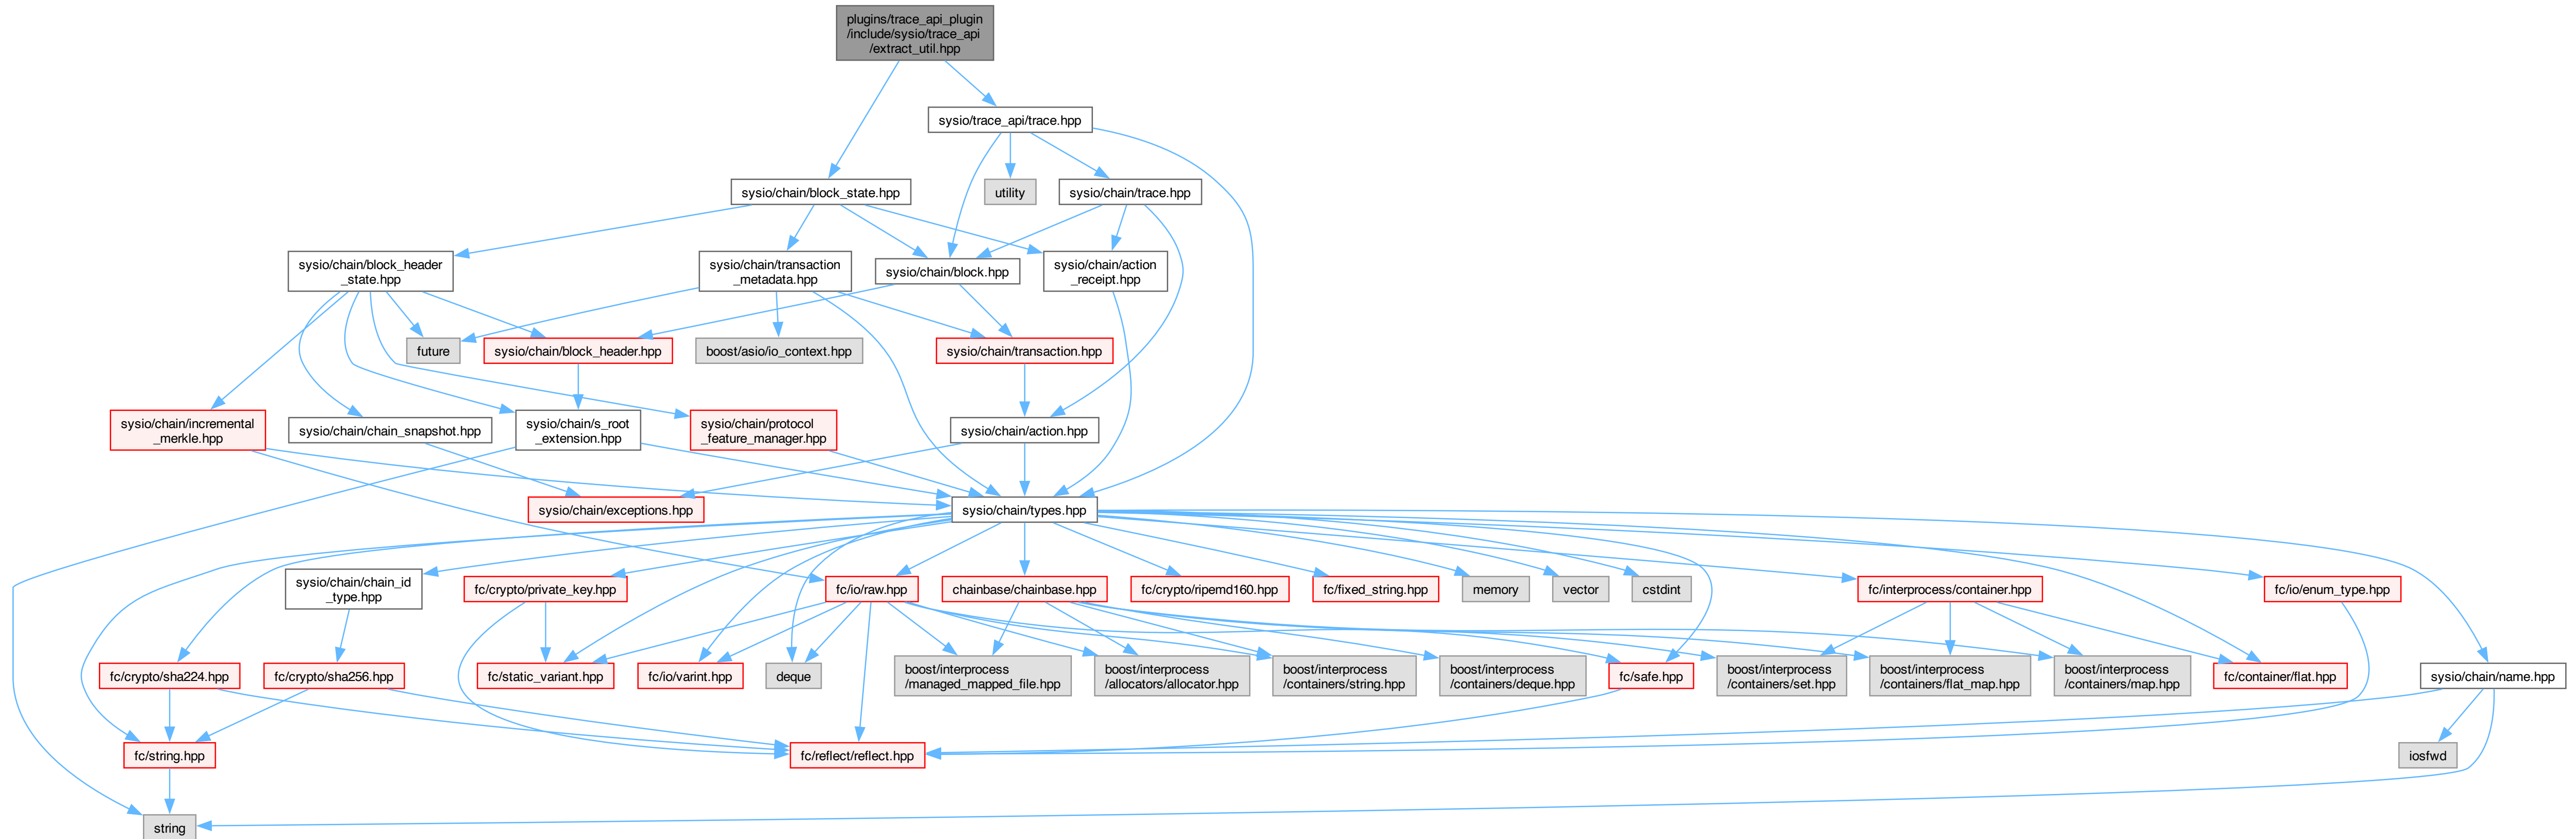 plugins/trace_api_plugin
/include/sysio/trace_api
/extract_util.hpp
sysio/trace_api/trace.hpp
sysio/chain/block_state.hpp
utility
sysio/chain/trace.hpp
sysio/chain/block_header
_state.hpp
sysio/chain/transaction
_metadata.hpp
sysio/chain/block.hpp
sysio/chain/action
_receipt.hpp
future
sysio/chain/block_header.hpp
boost/asio/io_context.hpp
sysio/chain/transaction.hpp
sysio/chain/incremental
_merkle.hpp
sysio/chain/chain_snapshot.hpp
sysio/chain/s_root
_extension.hpp
sysio/chain/protocol
_feature_manager.hpp
sysio/chain/action.hpp
sysio/chain/exceptions.hpp
sysio/chain/types.hpp
sysio/chain/chain_id
_type.hpp
fc/crypto/private_key.hpp
fc/io/raw.hpp
chainbase/chainbase.hpp
fc/crypto/ripemd160.hpp
fc/fixed_string.hpp
memory
vector
cstdint
fc/interprocess/container.hpp
fc/io/enum_type.hpp
fc/crypto/sha224.hpp
fc/crypto/sha256.hpp
fc/static_variant.hpp
fc/io/varint.hpp
deque
boost/interprocess
/managed_mapped_file.hpp
boost/interprocess
/allocators/allocator.hpp
boost/interprocess
/containers/string.hpp
boost/interprocess
/containers/deque.hpp
fc/safe.hpp
boost/interprocess
/containers/set.hpp
boost/interprocess
/containers/flat_map.hpp
boost/interprocess
/containers/map.hpp
fc/container/flat.hpp
sysio/chain/name.hpp
fc/string.hpp
fc/reflect/reflect.hpp
iosfwd
string